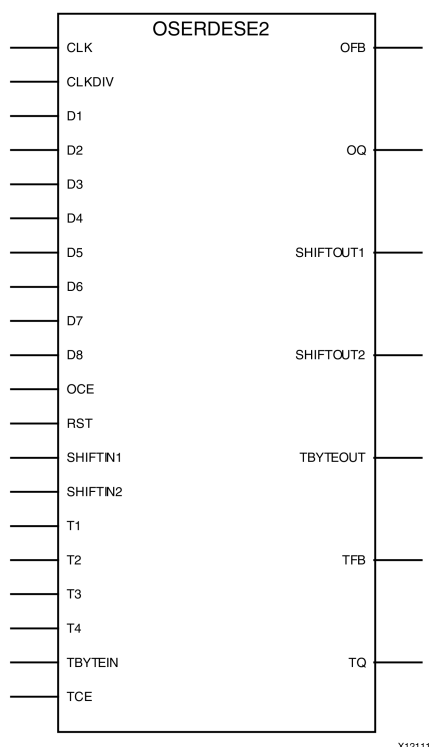 OSERDESE2
CLK
OFB
CLKDIV
D1
D2
OQ
D3
D4
D5
SHIFTOUT1
D6
D7
D8
SHIFTOUT2
OCE
RST
SHIFTIN1
TBYTEOUT
SHIFTIN2
T1
T2
TFB
T3
T4
TBYTEIN
TQ
TCE
X12111